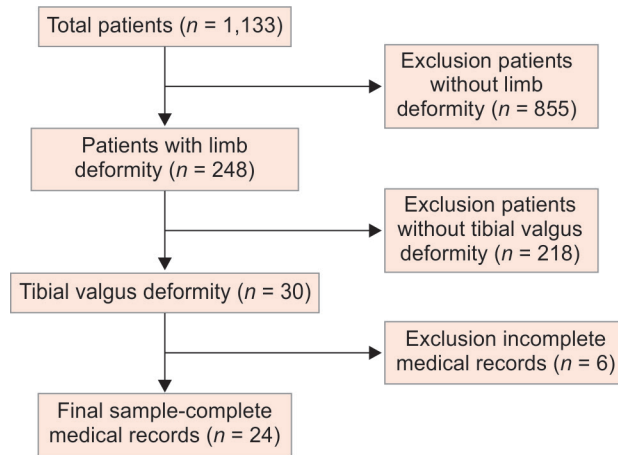 Total patients (n = 1,133)
Exclusion patients
without limb
deformity (n = 855)
Patients with limb
deformity (n = 248)
Exclusion patients
without tibial valgus
deformity (n = 218)
Tibial valgus deformity (n = 30)
Exclusion incomplete
medical records (n = 6)
Final sample-complete
medical records (n = 24)